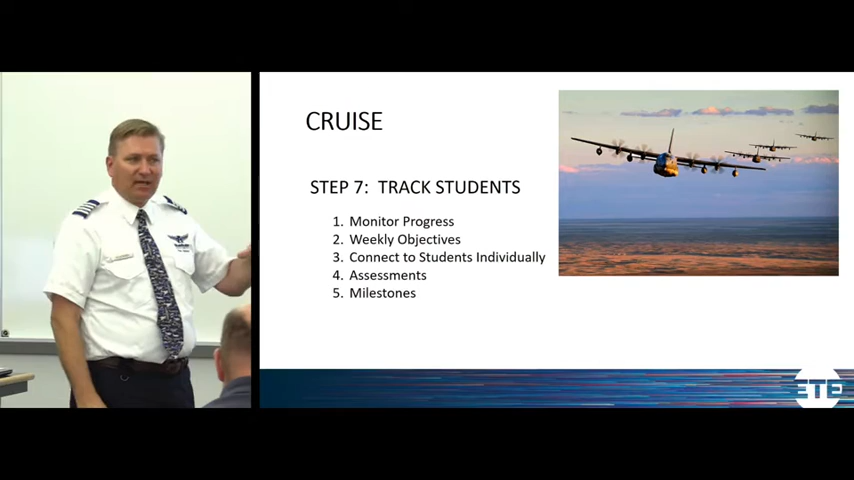 CRUISE
STEP 7: TRACK STUDENTS
1. Monitor Progress
2. Weekly Objectives
3. Connect to Students Individually
4. Assessments
5. Milestones
ETE